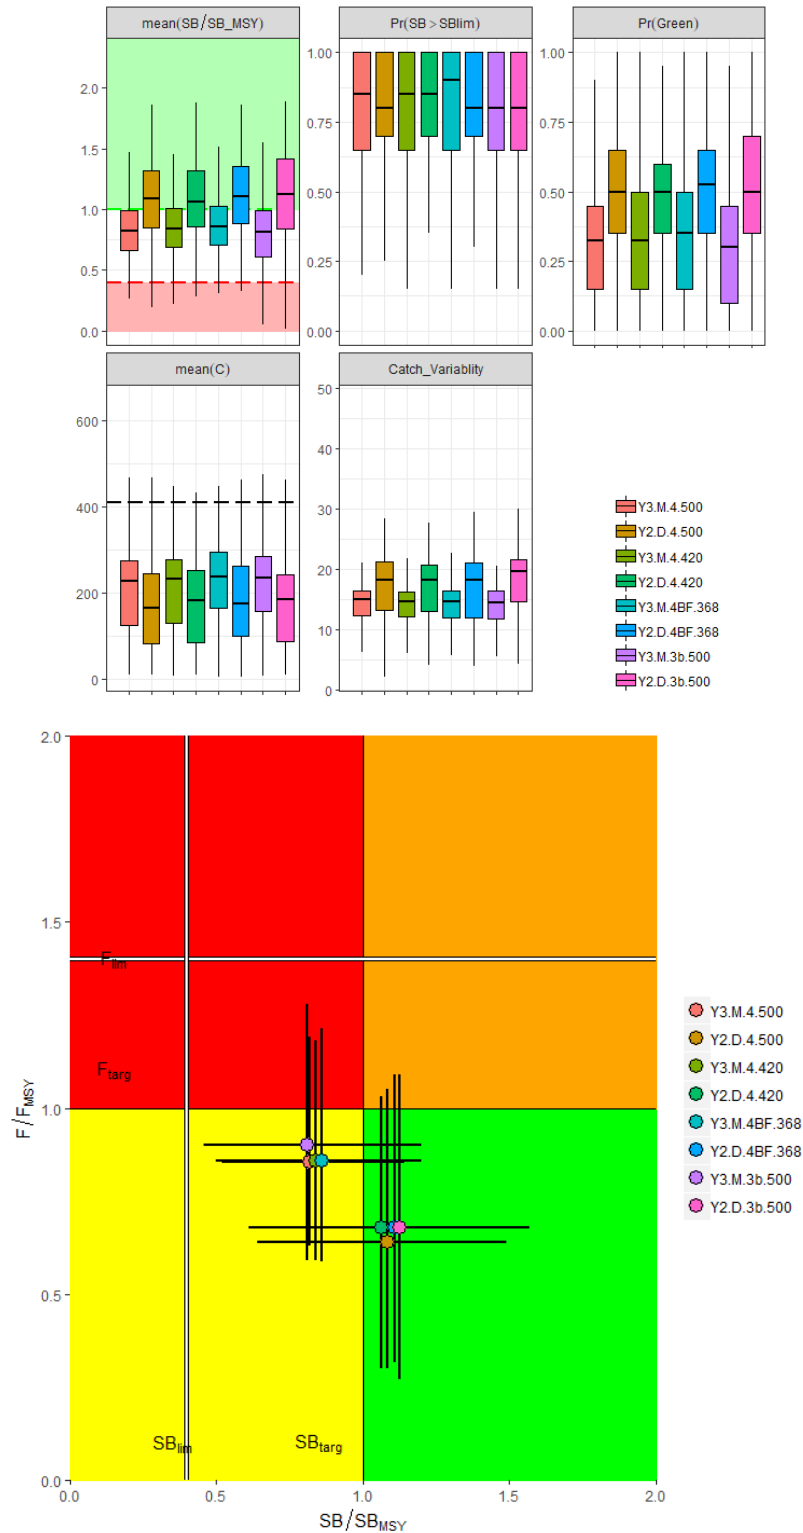 mean(SB/SB_MSY) Pr(SB > SBlim) Pr(Green)
2.0
1.5
1.0
0.5
0.0
1.00
0.75
0.50
0.25
0.00
1.00
0.75
0.50
0.25
0.00
mean(C) Catch_Variablity
600
400
200
0
50
40
30
20
10
0
Y3.M.4.500
Y2.D.4.500
Y3.M.4.420
Y2.D.4.420
Y3.M.4BF.368
Y2.D.4BF.368
Y3.M.3b.500
Y2.D.3b.500
2.0
1.5
1.0
0.5
0.0
F/FMSY
Flim
Ftarg
SBlim
SBtarg
0.0 0.5 1.0 1.5 2.0
SB/SBMSY
Y3.M.4.500
Y2.D.4.500
Y3.M.4.420
Y2.D.4.420
Y3.M.4BF.368
Y2.D.4BF.368
Y3.M.3b.500
Y2.D.3b.500